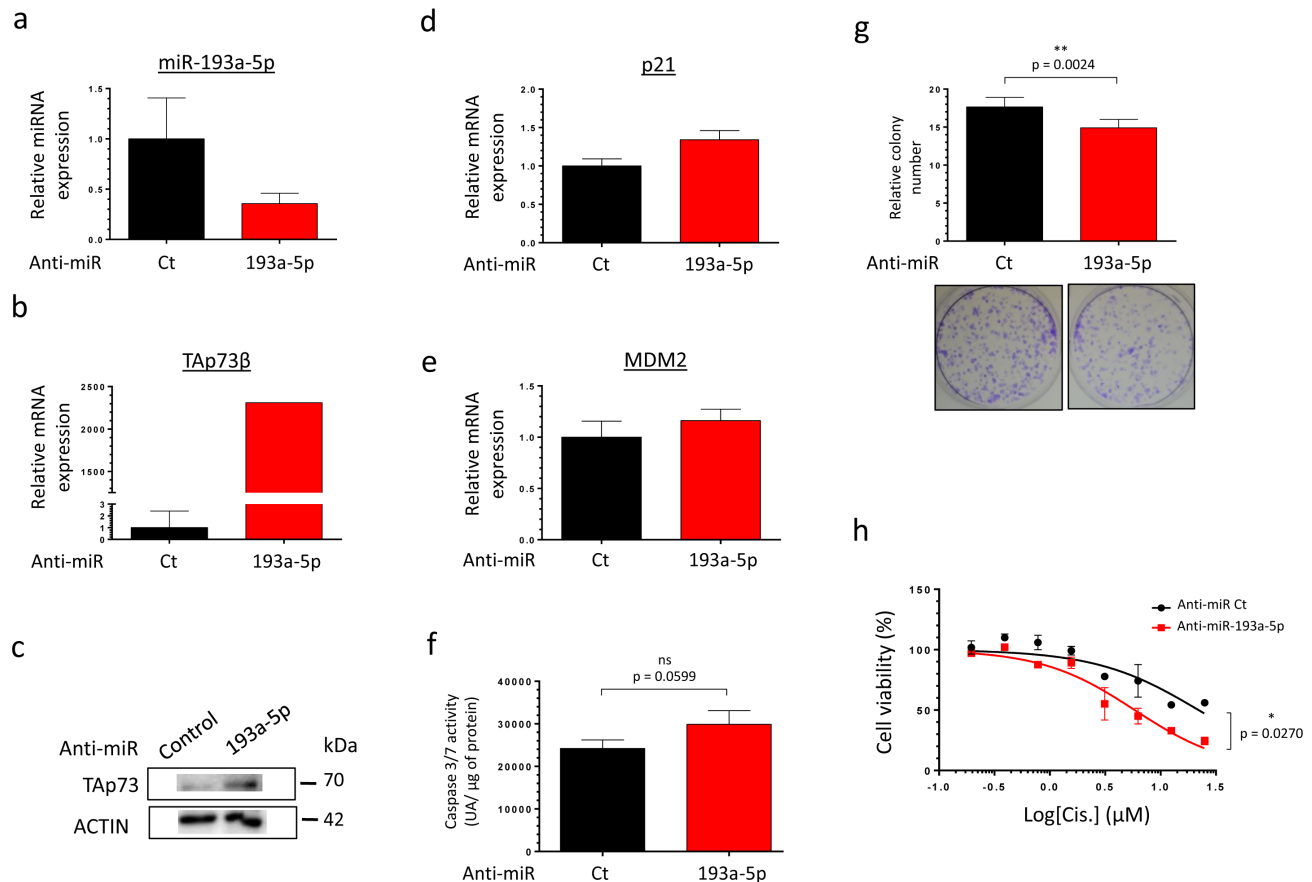 a
miR-193a-5p
Relative miRNA
expression
1.5
1.0
0.5
0.0
Anti-miR Ct 193a-5p
b
TAp73β
Relative mRNA
expression
2500
2000
1500
3
2
1
0
Anti-miR Ct 193a-5p
c
Anti-miR Control 193a-5p kDa
TAp73 70
ACTIN 42
d
p21
Relative mRNA
expression
2.0
1.5
1.0
0.5
0.0
Anti-miR Ct 193a-5p
e
MDM2
Relative mRNA
expression
1.5
1.0
0.5
0.0
Anti-miR Ct 193a-5p
f
ns
p = 0.0599
Caspase 3/7 activity
(UA/ µg of protein)
40000
30000
20000
10000
0
Anti-miR Ct 193a-5p
g
**
p = 0.0024
Relative colony
number
20
15
10
5
0
Anti-miR Ct 193a-5p
h
Cell viability (%)
150
100
50
0
-1.0 -0.5 0.0 0.5 1.0 1.5
Log[Cis.] (µM)
Anti-miR Ct
Anti-miR-193a-5p
*
p = 0.0270